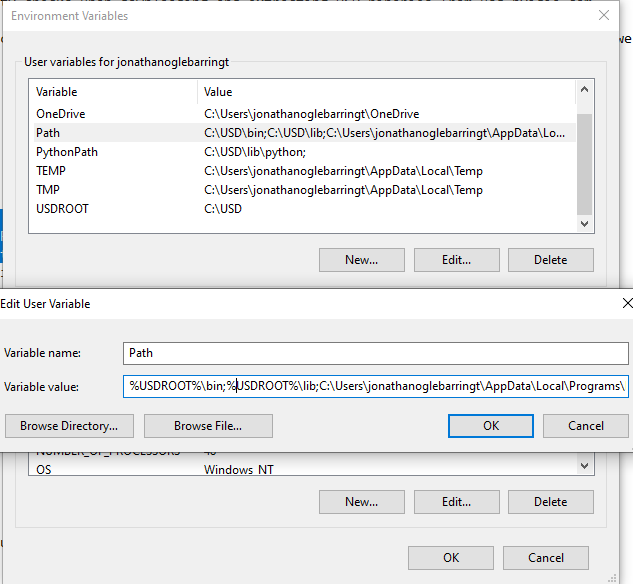 Environment Variables
we
User variables for jonathanoglebarringt
Variable Value
OneDrive C:\Users\jonathanoglebarringt\OneDrive
Path C:\USD\bin;C:\USD\lib;C:\Users\jonathanoglebarringt\AppData\Lo...
PythonPath C:\USD\lib\python;
TEMP C:\Users\jonathanoglebarringt\AppData\Local\Temp
TMP C:\Users\jonathanoglebarringt\AppData\Local\Temp
USDROOT C:\USD
New... Edit... Delete
Edit User Variable
Variable name: Path
Variable value: %USDROOT%\bin;%USDROOT%\lib;C:\Users\jonathanoglebarringt\AppData\Local\Programs\
Browse Directory... Browse File... OK Cancel
NUMBER_OF_PROCESSORS
OS Windows_NT
New... Edit... Delete
OK Cancel